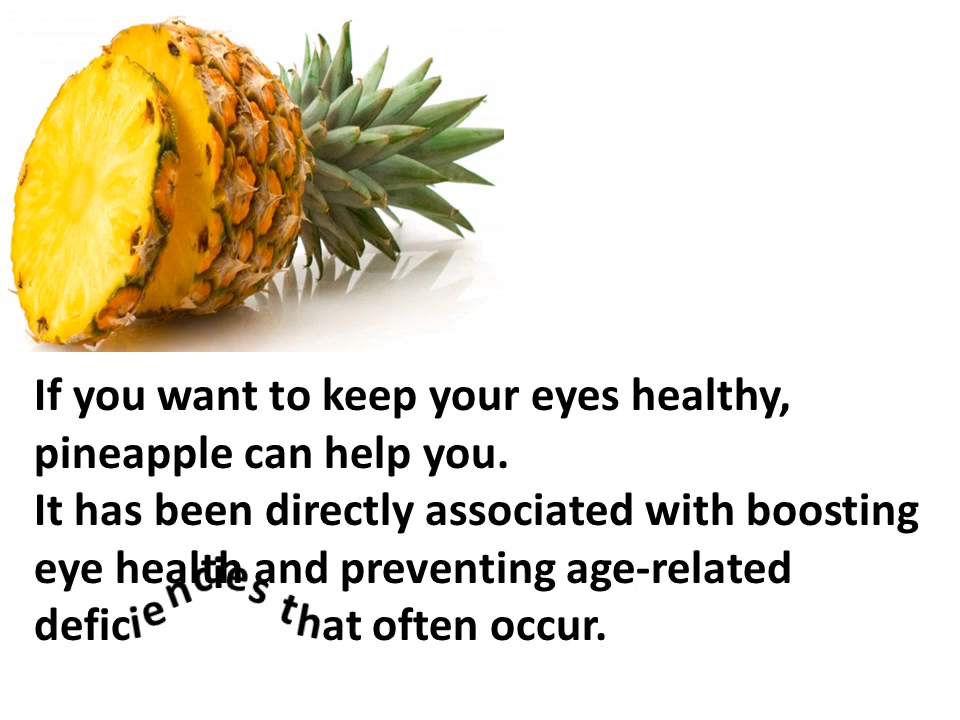 If you want to keep your eyes healthy,
pineapple can help you.
It has been directly associated with boosting
eye health and preventing age-related
deficiencies that often occur.